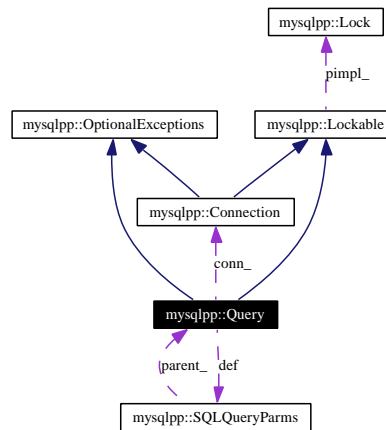 mysqlpp::Lock
pimpl_
mysqlpp::OptionalExceptions
mysqlpp::Lockable
mysqlpp::Connection
conn_
mysqlpp::Query
parent_
def
mysqlpp::SQLQueryParms